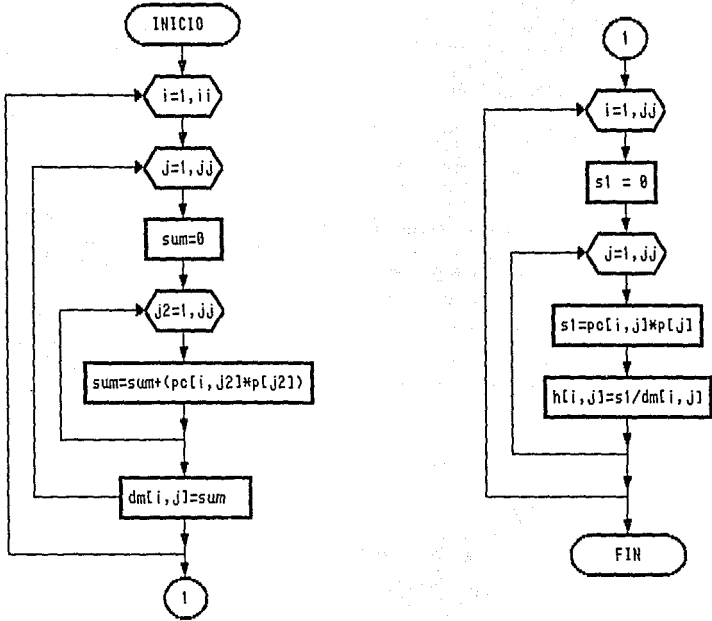 INICIO
i=1,ii
j=1,jj
sum=0
j2=1,jj
sum=sum+(pc[i,j2]*p[j2])
dm[i,j]=sum
1
1
i=1,jj
s1 = 0
j=1,jj
s1=pc[i,j]*p[j]
h[i,j]=s1/dm[i,j]
FIN